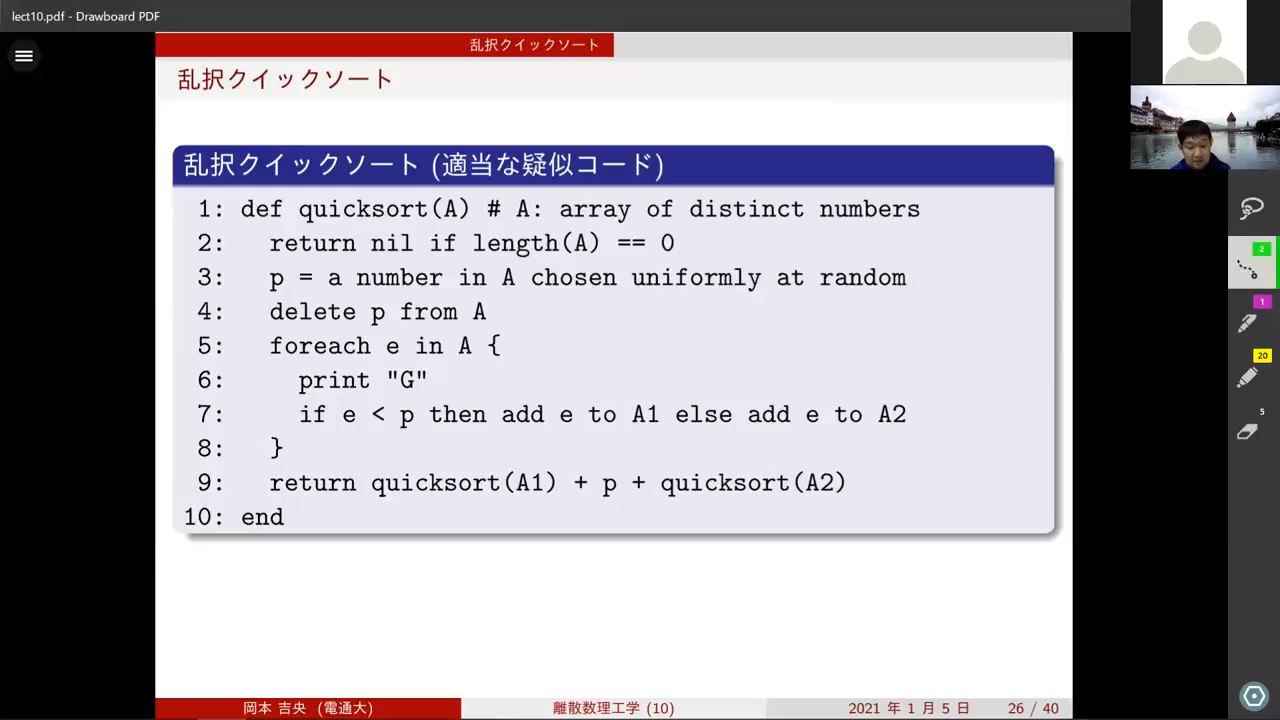 lect10.pdf - Drawboard PDF
乱択クイックソート
乱択クイックソート
乱択クイックソート (適当な疑似コード)
1: def quicksort(A) # A: array of distinct numbers
2: return nil if length(A) == 0
3: p = a number in A chosen uniformly at random
4: delete p from A
5: foreach e in A {
6: print "G"
7: if e < p then add e to A1 else add e to A2
8: }
9: return quicksort(A1) + p + quicksort(A2)
10: end
2
1
20
5
岡本 吉央 (電通大) 離散数理工学 (10) 2021 年 1 月 5 日 26 / 40